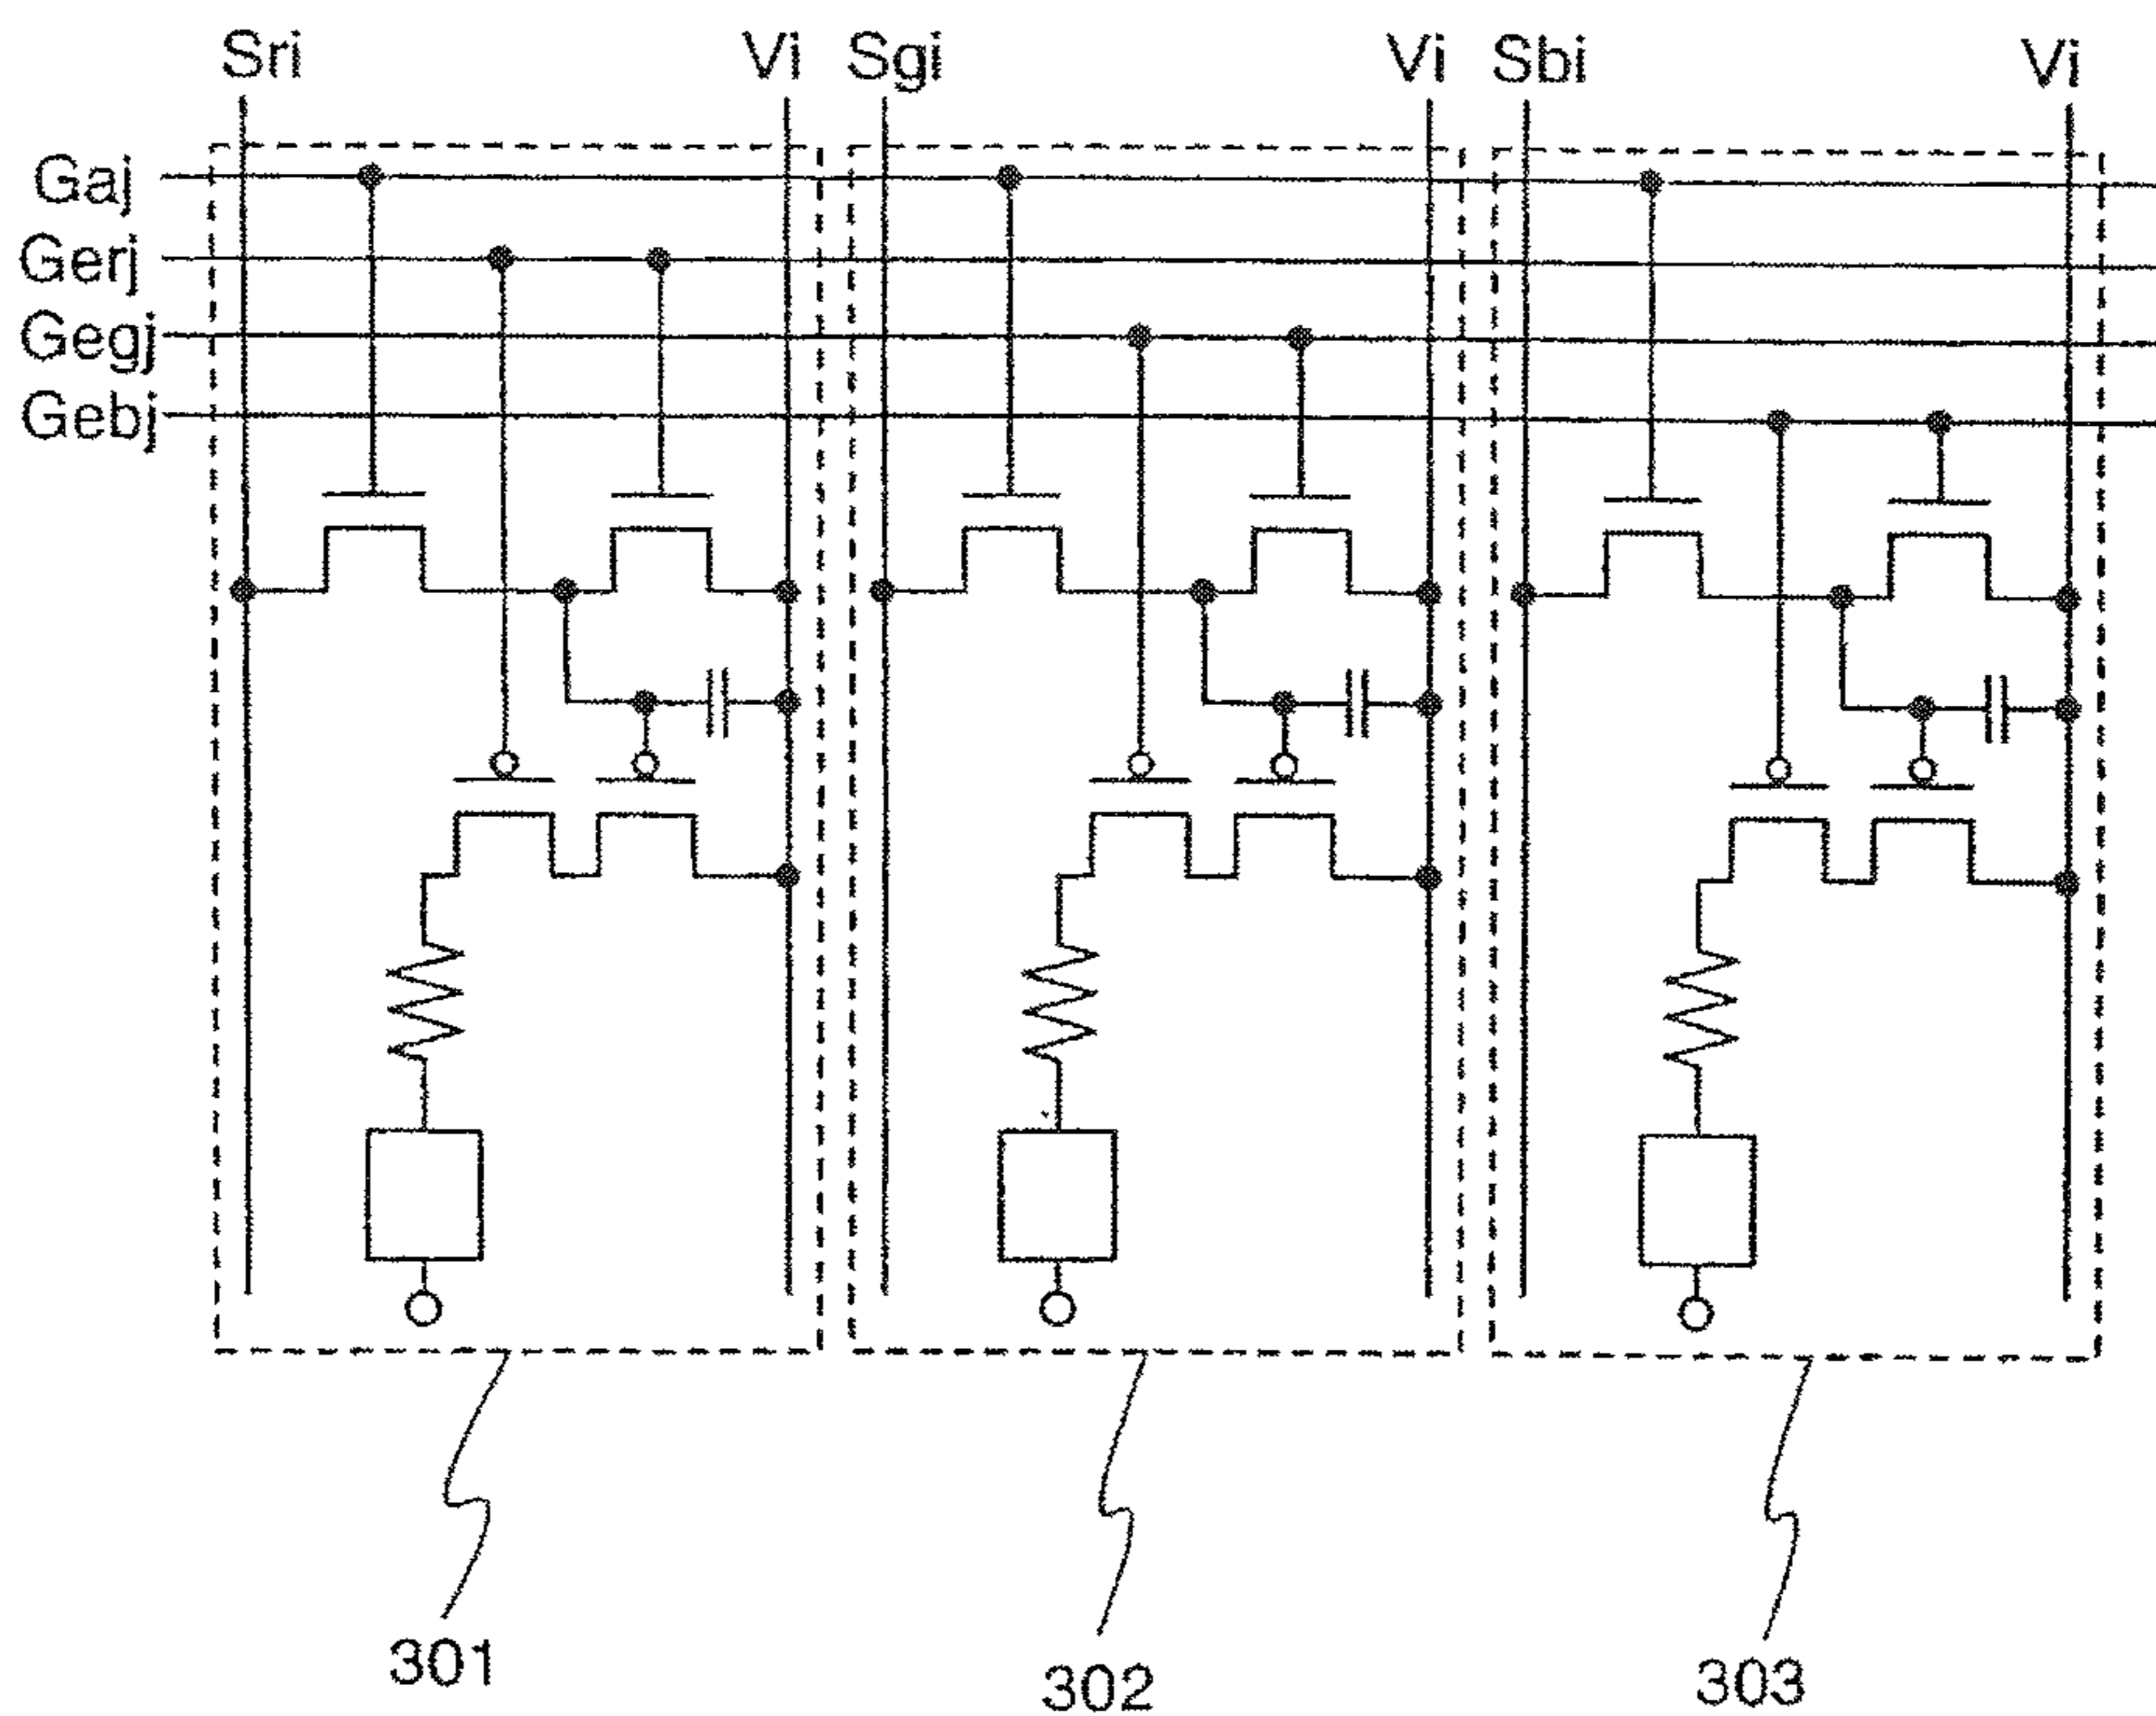 Sri Vi Sgi Vi Sbi Vi
Gaj
Gerj
Gegj
Gebj
301 302 303